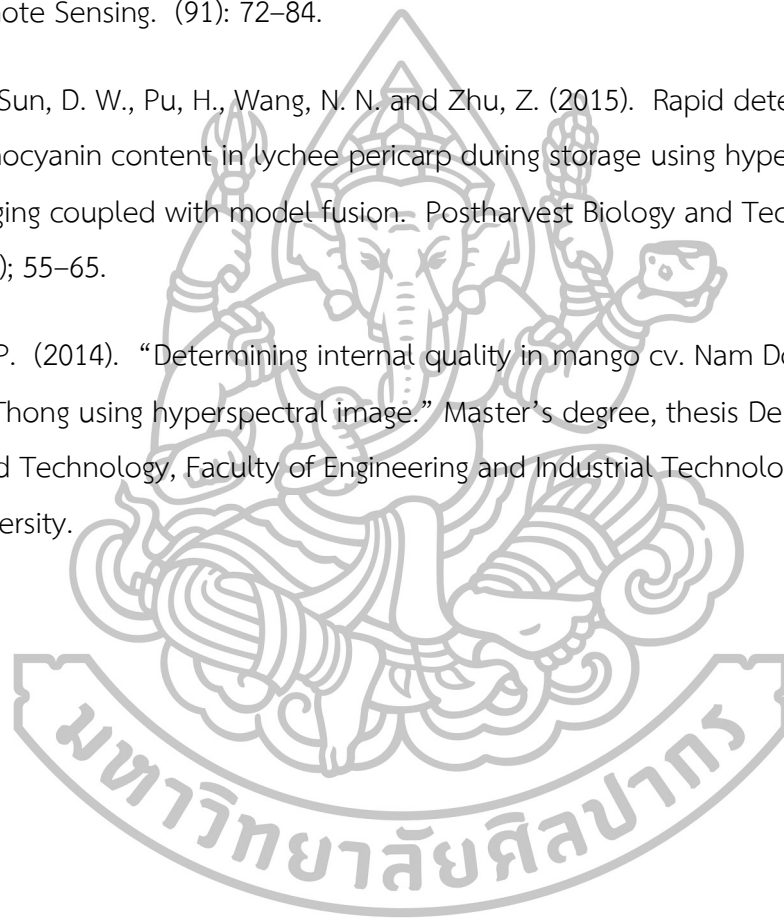 ote Sensing. (91): 72–84.
Sun, D. W., Pu, H., Wang, N. N. and Zhu, Z. (2015). Rapid dete
ocyanin content in lychee pericarp during storage using hype
ging coupled with model fusion. Postharvest Biology and Tec
); 55–65.
P. (2014). “Determining internal quality in mango cv. Nam Do
Thong using hyperspectral image.” Master’s degree, thesis De
d Technology, Faculty of Engineering and Industrial Technolo
ersity.
มหาวิทยาลัยศิลปากร